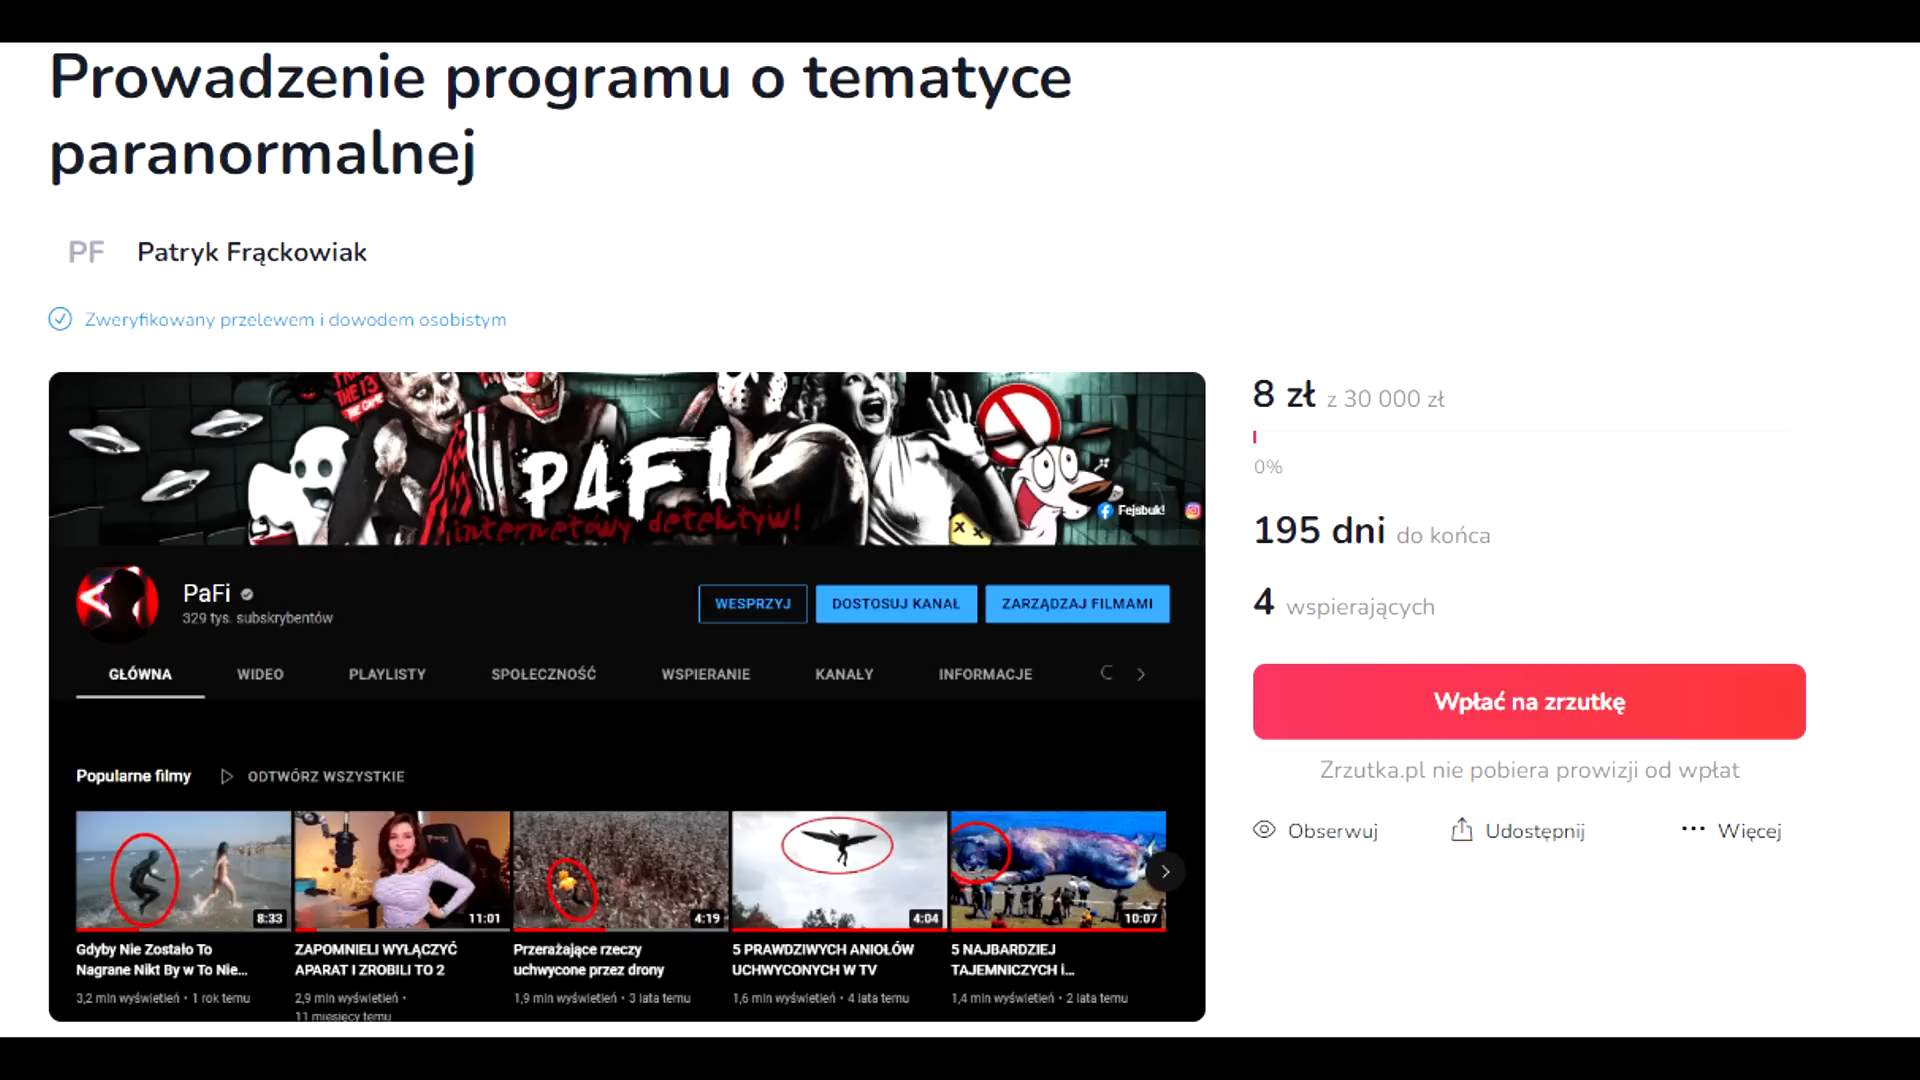 Prowadzenie programu o tematyce
paranormalnej
PF Patryk Frąckowiak
Zweryfikowany przelewem i dowodem osobistym
THE 13
THE GAME
PAFI
internetowy detektyw!
Fejsbuk!
PaFi
329 tys. subskrybentów
WESPRZYJ DOSTOSUJ KANAŁ ZARZĄDZAJ FILMAMI
GŁÓWNA WIDEO PLAYLISTY SPOŁECZNOŚĆ WSPIERANIE KANAŁY INFORMACJE
Popularne filmy ODTWÓRZ WSZYSTKIE
8:33 11:01 4:19 4:04 10:07
Gdyby Nie Zostało To
Nagrane Nikt By w To Nie...
3,2 mln wyświetleń • 1 rok temu
ZAPOMNIELI WYŁĄCZYĆ
APARAT I ZROBILI TO 2
2,9 mln wyświetleń •
11 miesięcy temu
Przerażające rzeczy
uchwycone przez drony
1,9 mln wyświetleń • 3 lata temu
5 PRAWDZIWYCH ANIOŁÓW
UCHWYCONYCH W TV
1,6 mln wyświetleń • 4 lata temu
5 NAJBARDZIEJ
TAJEMNICZYCH i...
1,4 mln wyświetleń • 2 lata temu
8 zł z 30 000 zł
0%
195 dni do końca
4 wspierających
Wpłać na zrzutkę
Zrzutka.pl nie pobiera prowizji od wpłat
Obserwuj Udostępnij Więcej